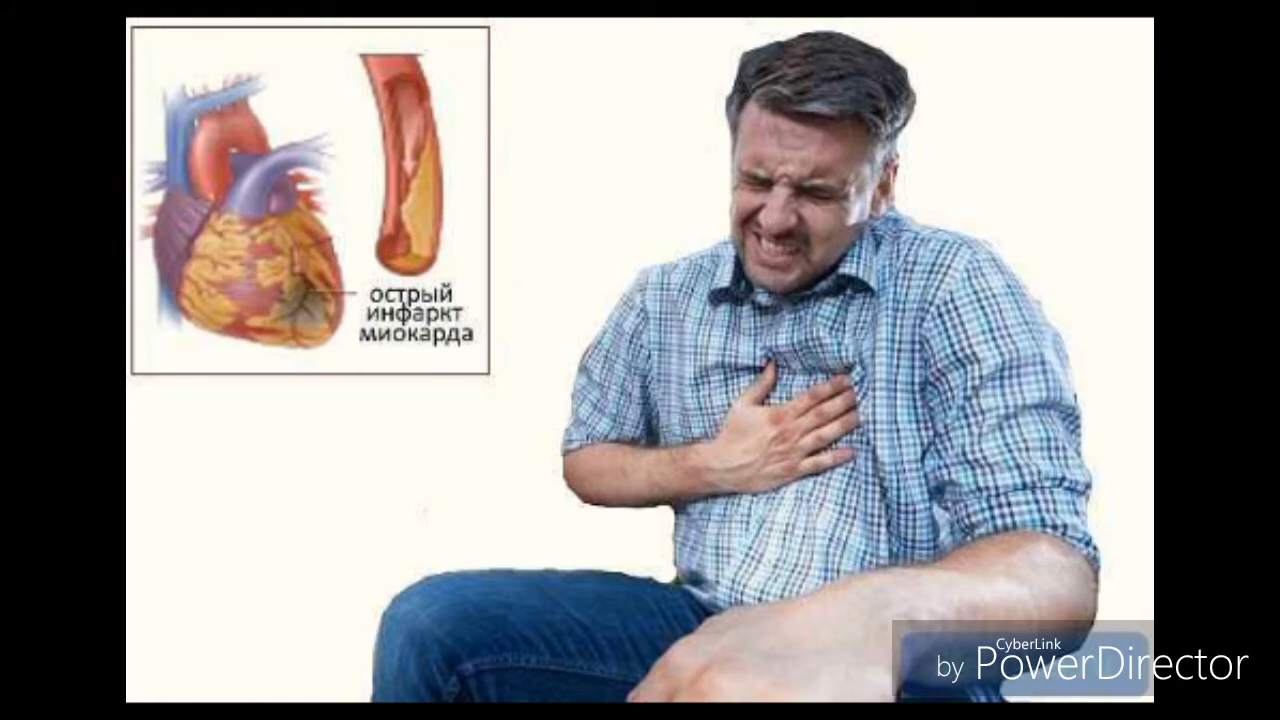 острый
инфаркт
миокарда
CyberLink
by PowerDirector